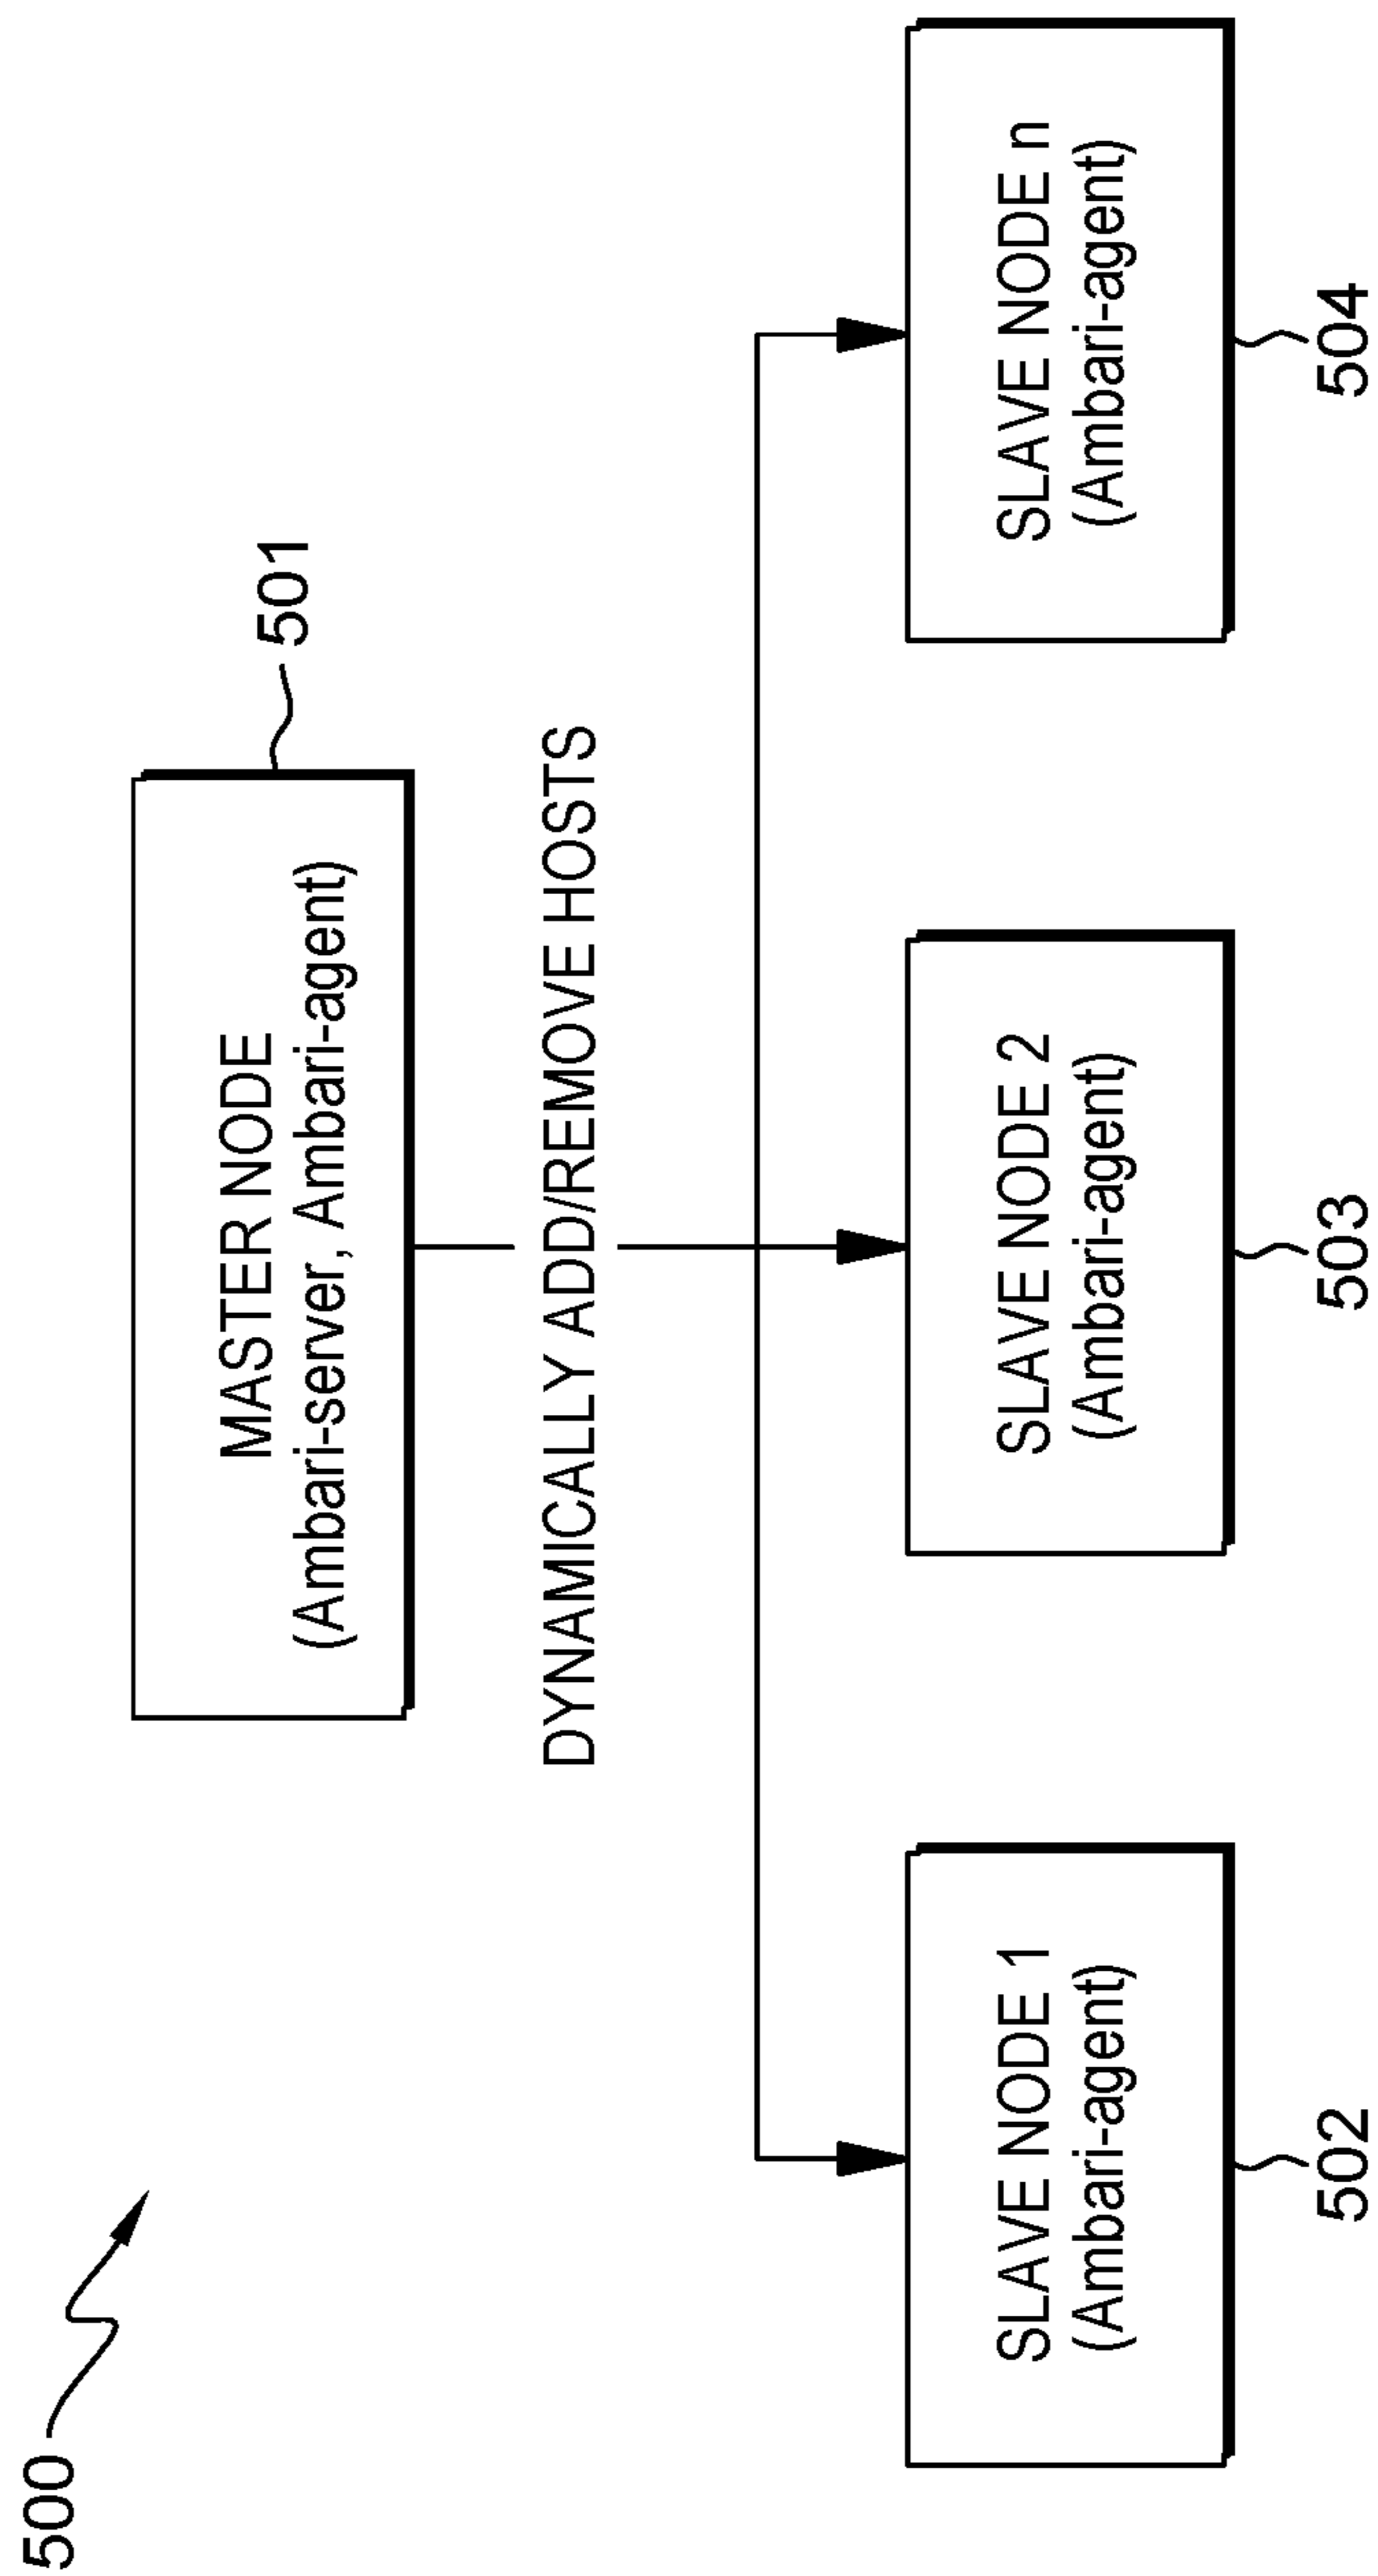 500
501
MASTER NODE
(Ambari-server, Ambari-agent)
DYNAMICALLY ADD/REMOVE HOSTS
SLAVE NODE 1
(Ambari-agent)
502
SLAVE NODE 2
(Ambari-agent)
503
SLAVE NODE n
(Ambari-agent)
504